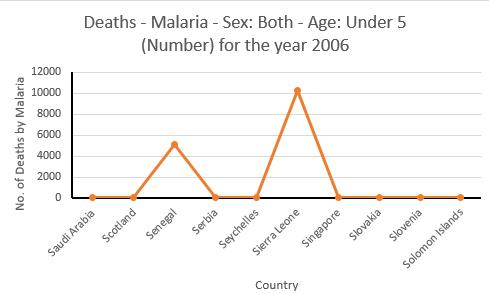 Deaths - Malaria - Sex: Both - Age: Under 5
(Number) for the year 2006
No. of Deaths by Malaria
12000
10000
8000
6000
4000
2000
0
Saudi Arabia
Scotland
Senegal
Serbia
Seychelles
Sierra Leone
Singapore
Slovakia
Slovenia
Solomon Islands
Country